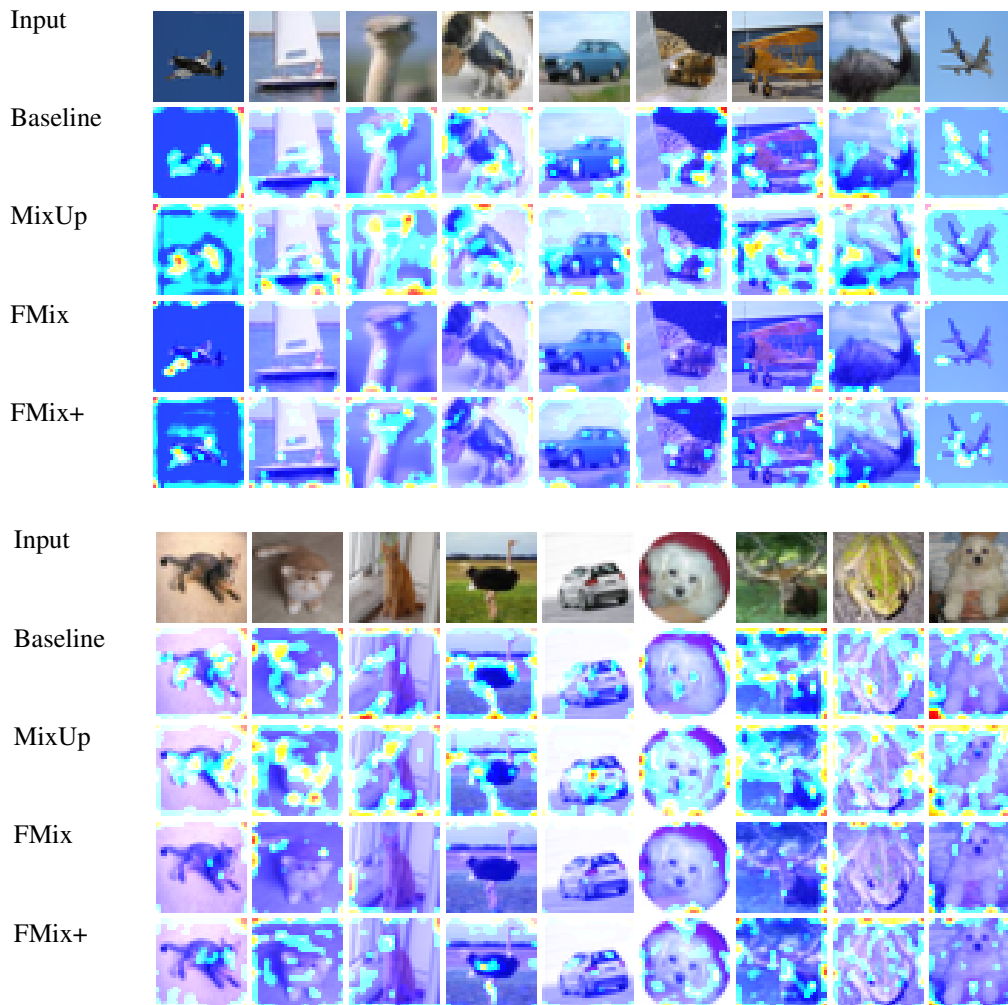 Input
Baseline
MixUp
FMix
FMix+
Input
Baseline
MixUp
FMix
FMix+